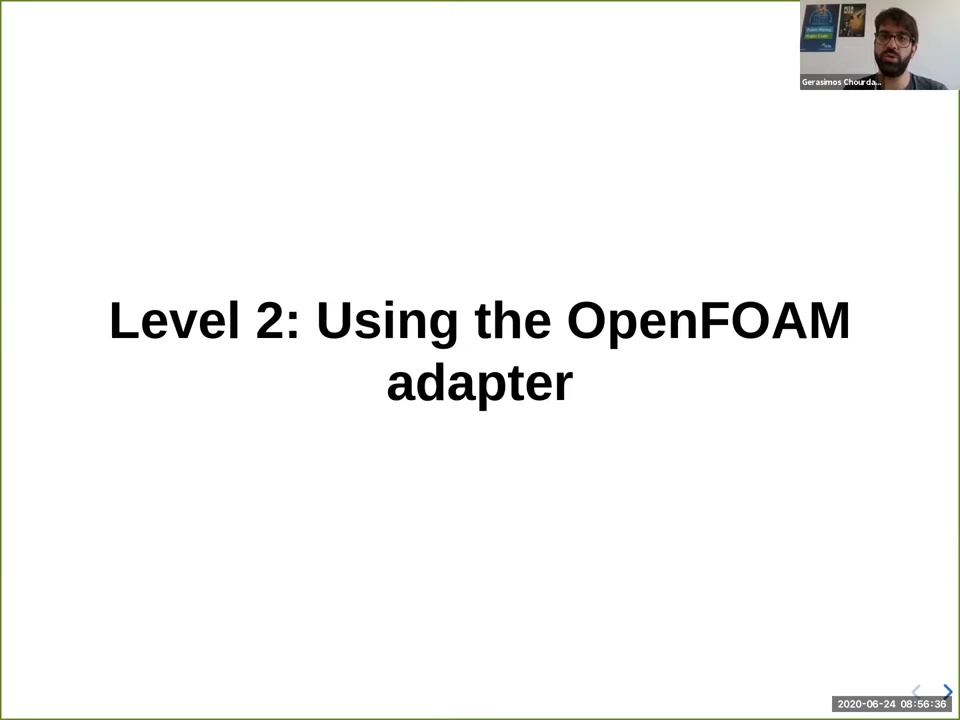 Gerasimos Chourda...
Level 2: Using the OpenFOAM
adapter
2020-06-24 08:56:36